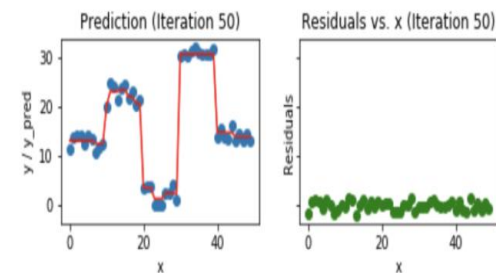 Prediction (Iteration 50)
30
20
10
0
y / y_pred
0
20
40
x
Residuals vs. x (Iteration 50)
Residuals
0
20
40
x